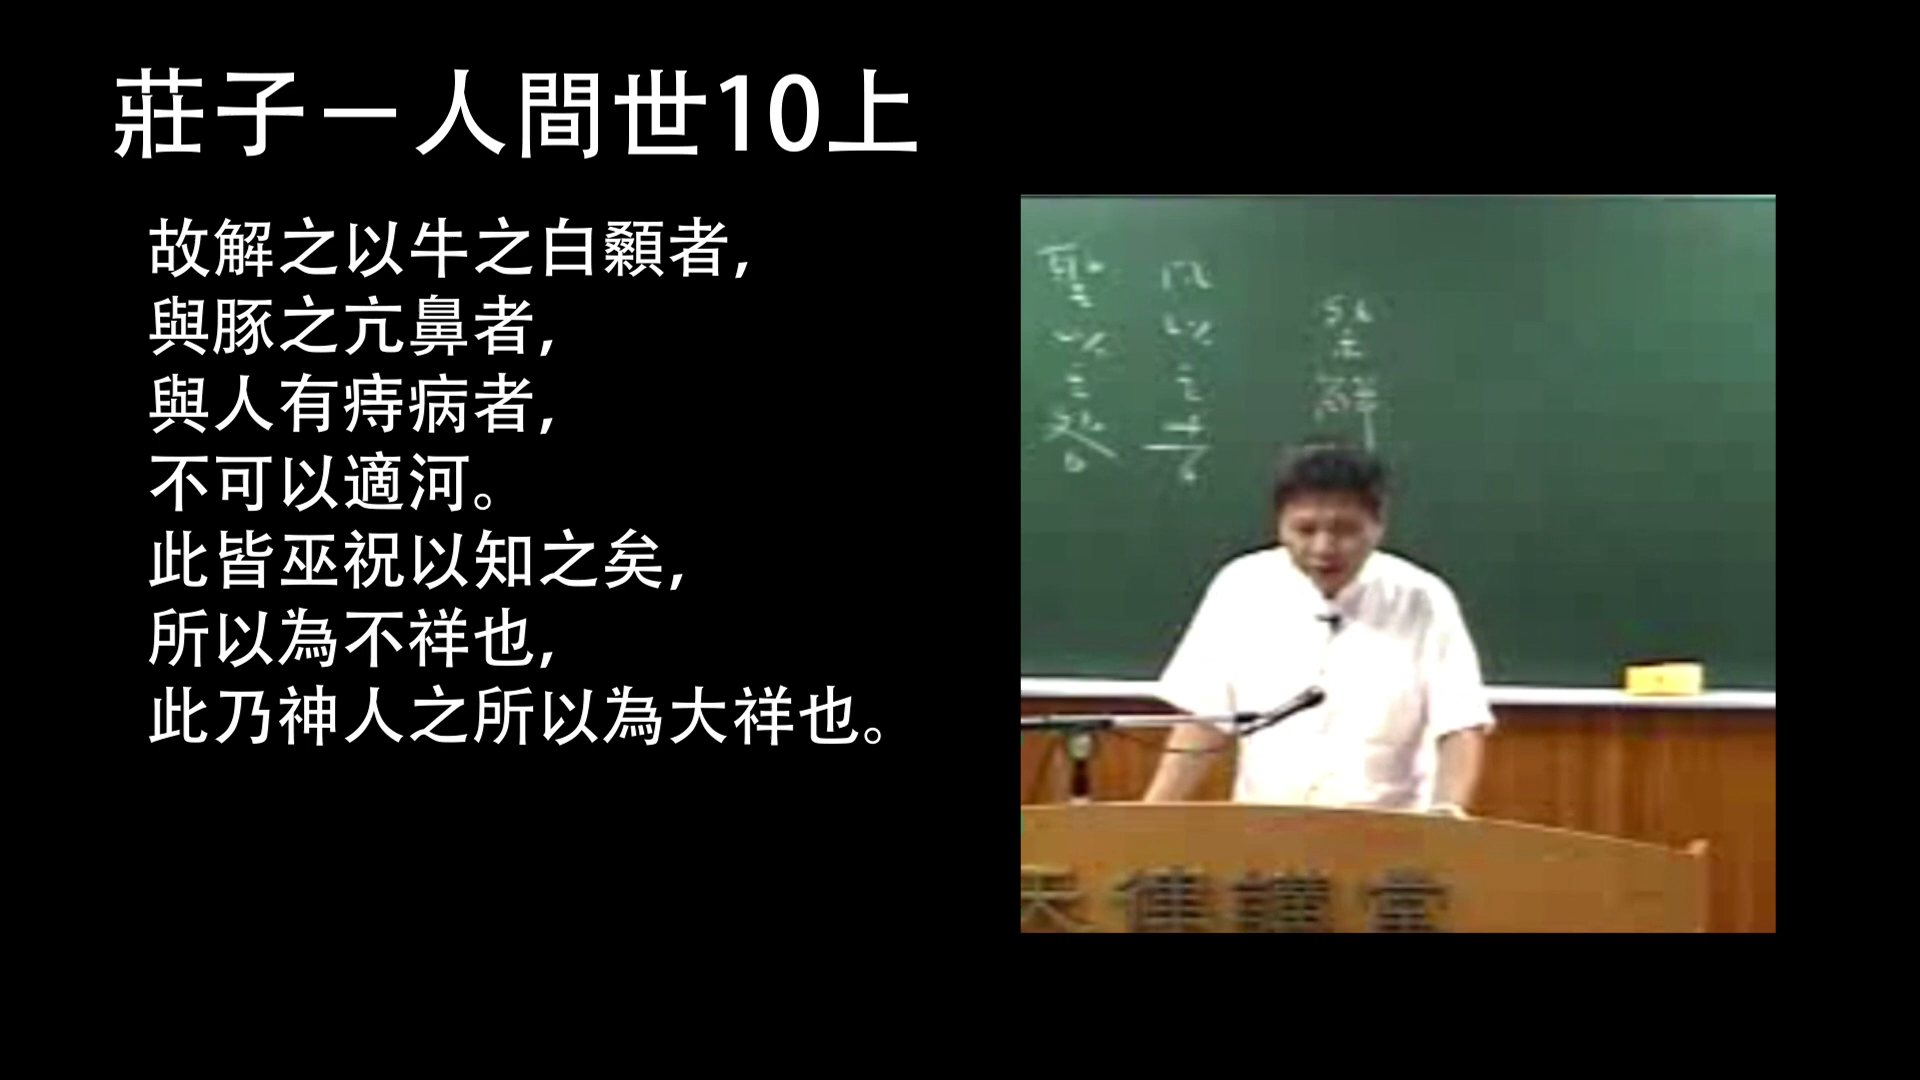 莊子－人間世10上
故解之以牛之白顙者,
與豚之亢鼻者,
與人有痔病者,
不可以適河。
此皆巫祝以知之矣,
所以為不祥也,
此乃神人之所以為大祥也。
講堂